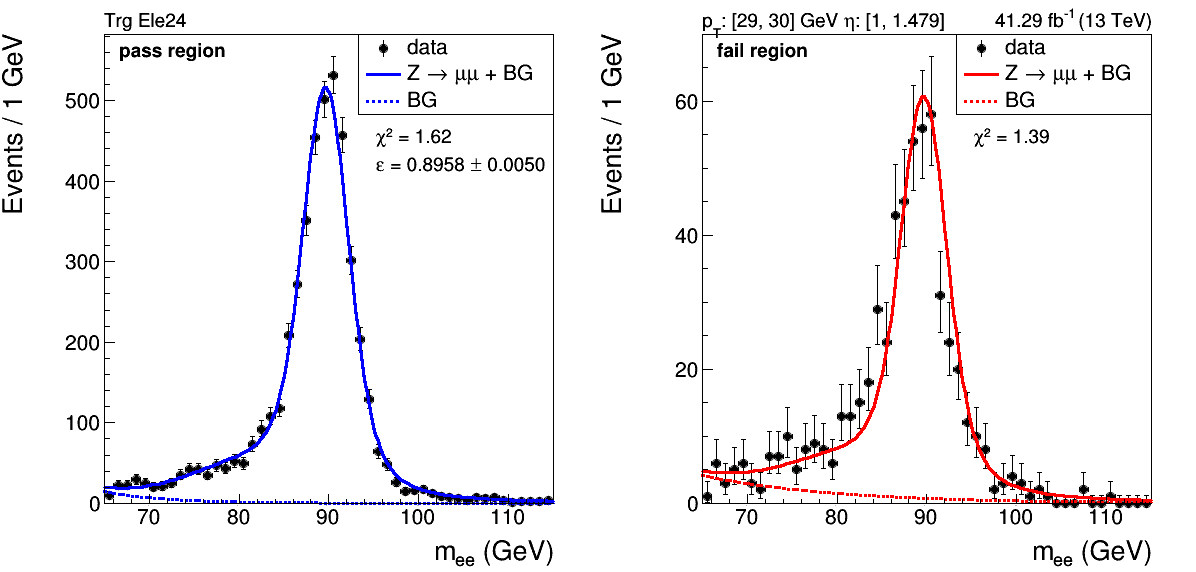 Trg Ele24
pass region
data
Z → μμ + BG
BG
χ² = 1.62
ε = 0.8958 ± 0.0050
Events / 1 GeV
500
400
300
200
100
0
70 80 90 100 110
m_ee (GeV)
p_T: [29, 30] GeV η: [1, 1.479] 41.29 fb⁻¹ (13 TeV)
fail region
data
Z → μμ + BG
BG
χ² = 1.39
Events / 1 GeV
60
40
20
0
70 80 90 100 110
m_ee (GeV)